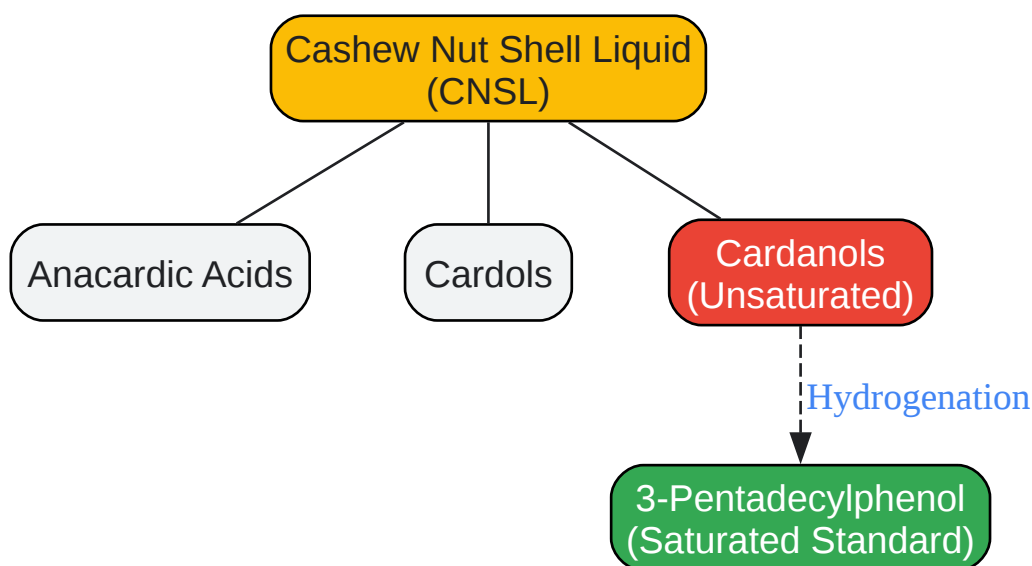 Cashew Nut Shell Liquid
(CNSL)
Anacardic Acids
Cardols
Cardanols
(Unsaturated)
Hydrogenation
3-Pentadecylphenol
(Saturated Standard)